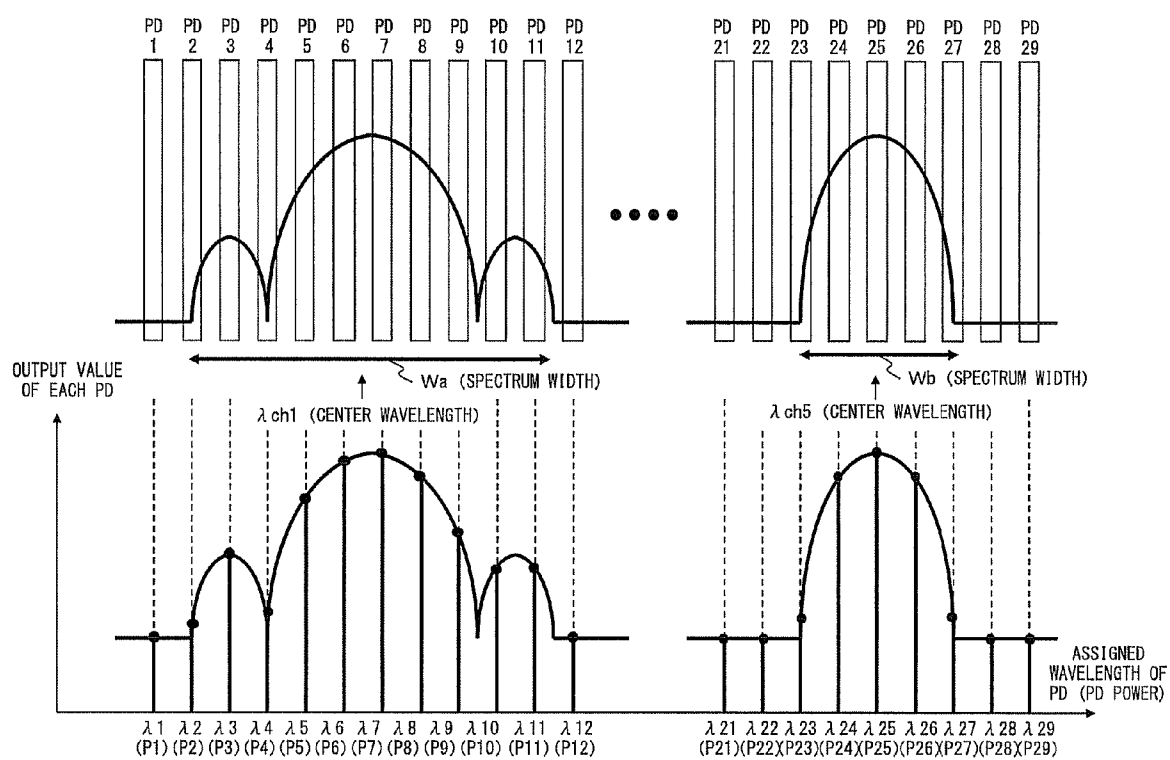 PD PD PD PD PD PD PD PD PD PD PD PD PD PD PD PD PD PD PD PD PD
1 2 3 4 5 6 7 8 9 10 11 12 21 22 23 24 25 26 27 28 29
Wa (SPECTRUM WIDTH)
Wb (SPECTRUM WIDTH)
OUTPUT VALUE
OF EACH PD
λch1 (CENTER WAVELENGTH)
λch5 (CENTER WAVELENGTH)
ASSIGNED
WAVELENGTH OF
PD (PD POWER)
λ1 λ2 λ3 λ4 λ5 λ6 λ7 λ8 λ9 λ10 λ11 λ12 λ21 λ22 λ23 λ24 λ25 λ26 λ27 λ28 λ29
(P1) (P2) (P3) (P4) (P5) (P6) (P7) (P8) (P9) (P10) (P11) (P12) (P21) (P22) (P23) (P24) (P25) (P26) (P27) (P28) (P29)